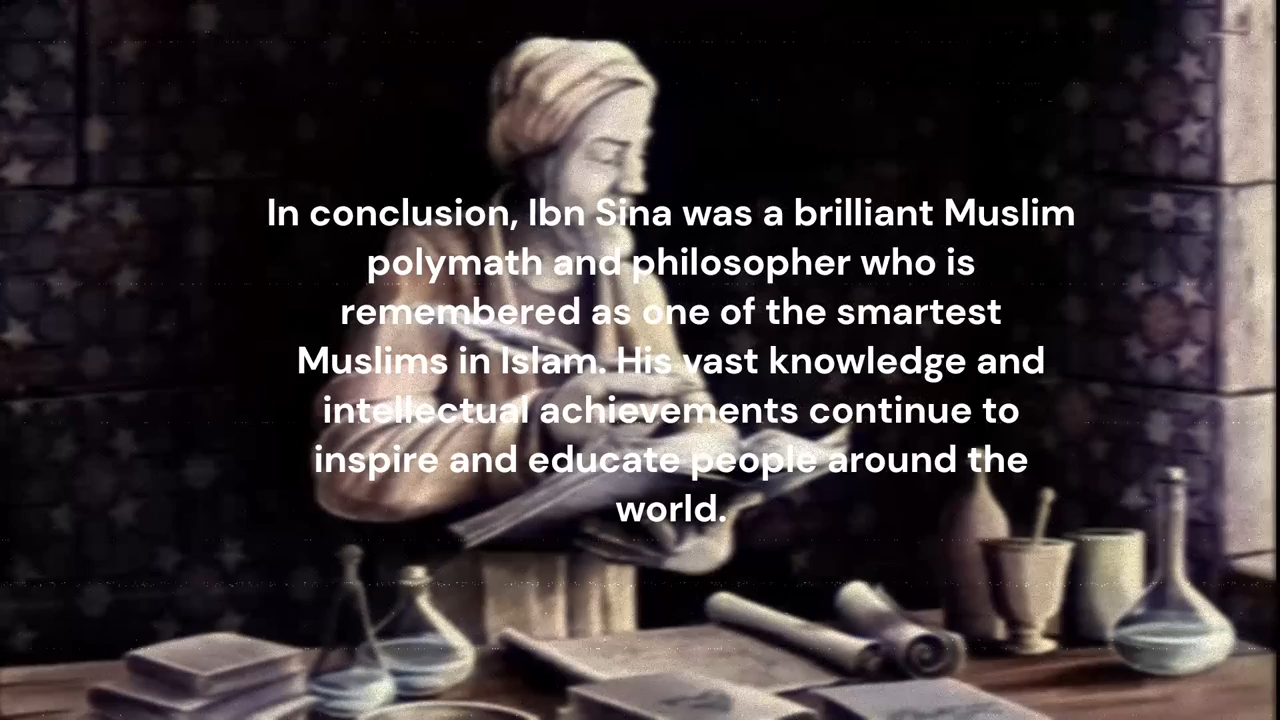 In conclusion, Ibn Sina was a brilliant Muslim
polymath and philosopher who is
remembered as one of the smartest
Muslims in Islam. His vast knowledge and
intellectual achievements continue to
inspire and educate people around the
world.